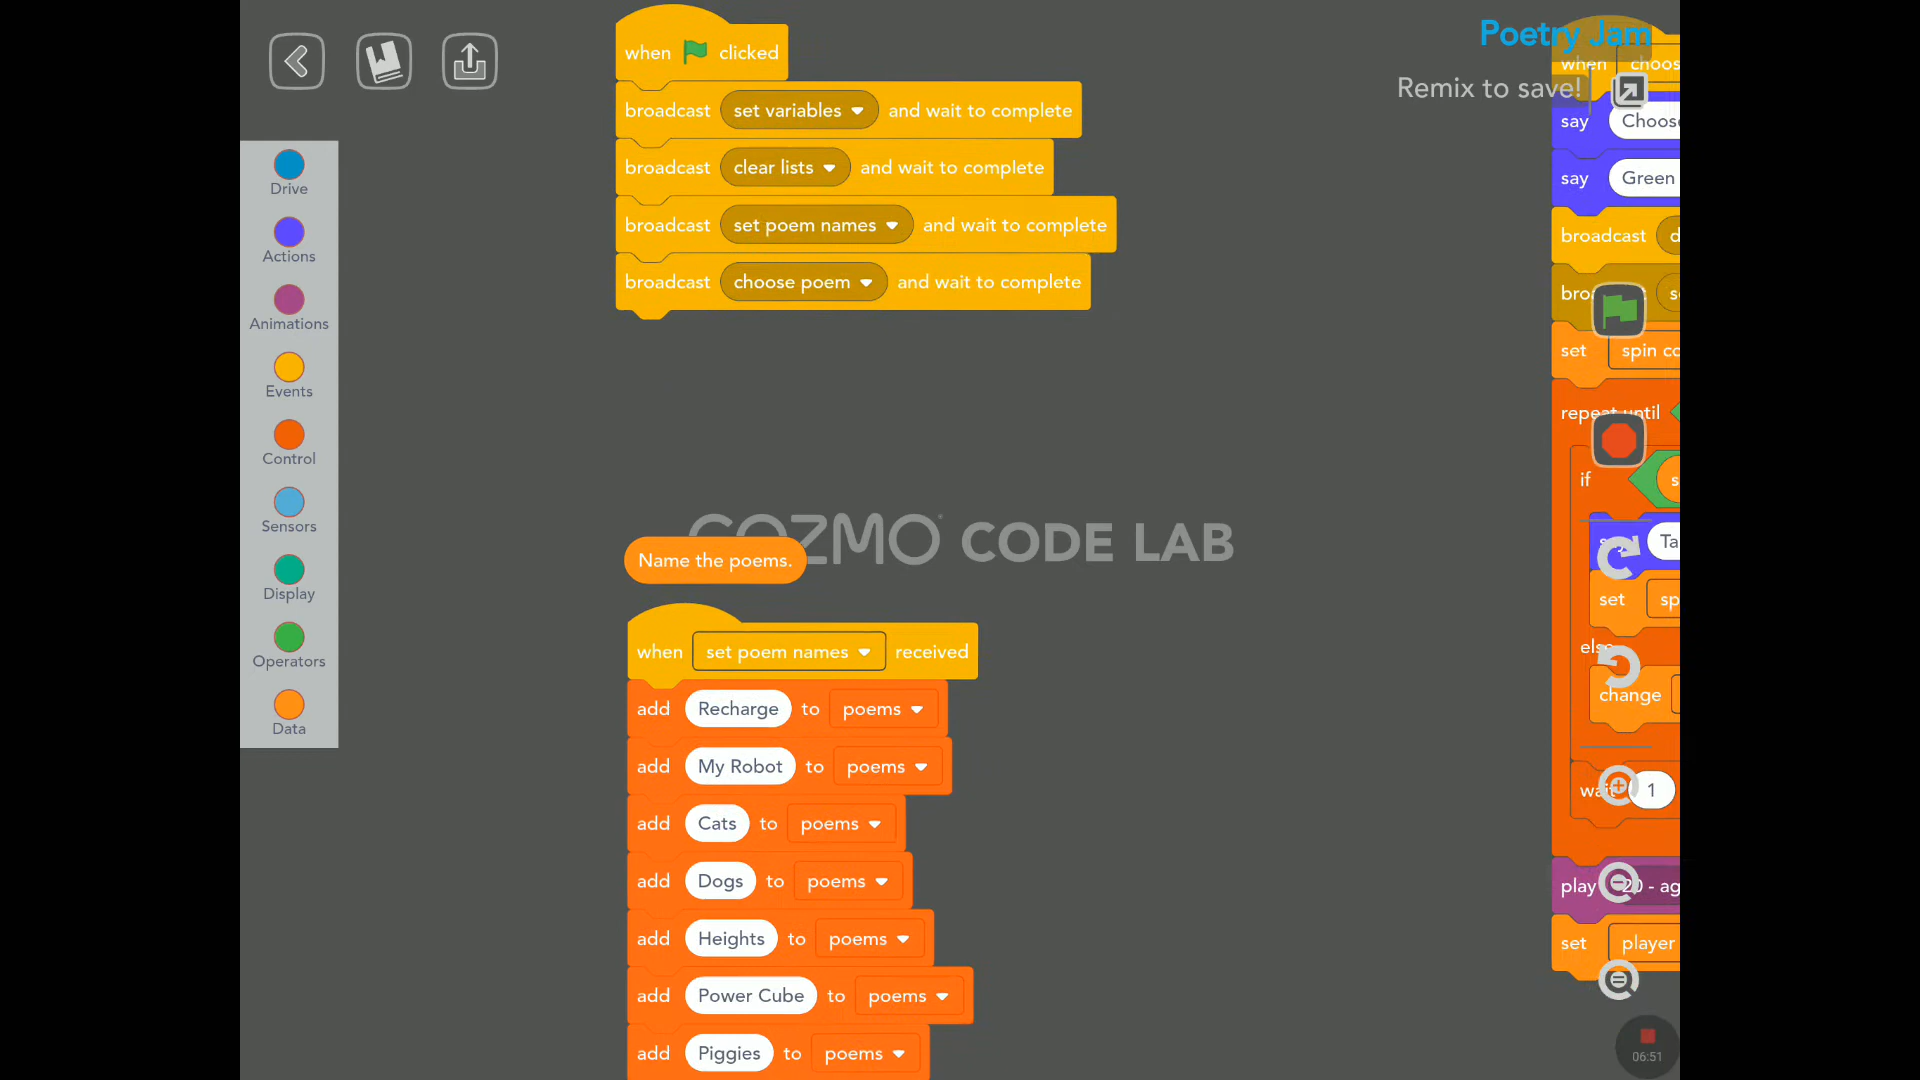 Poetry Jam
Remix to save!
Drive
Actions
Animations
Events
Control
Sensors
Display
Operators
Data
when clicked
broadcast set variables and wait to complete
broadcast clear lists and wait to complete
broadcast set poem names and wait to complete
broadcast choose poem and wait to complete
COZMO CODE LAB
Name the poems.
when set poem names received
add Recharge to poems
add My Robot to poems
add Cats to poems
add Dogs to poems
add Heights to poems
add Power Cube to poems
add Piggies to poems
when
say
say Green
broadcast
set spin
repeat until
if
set
change
1
play
set player
06:51